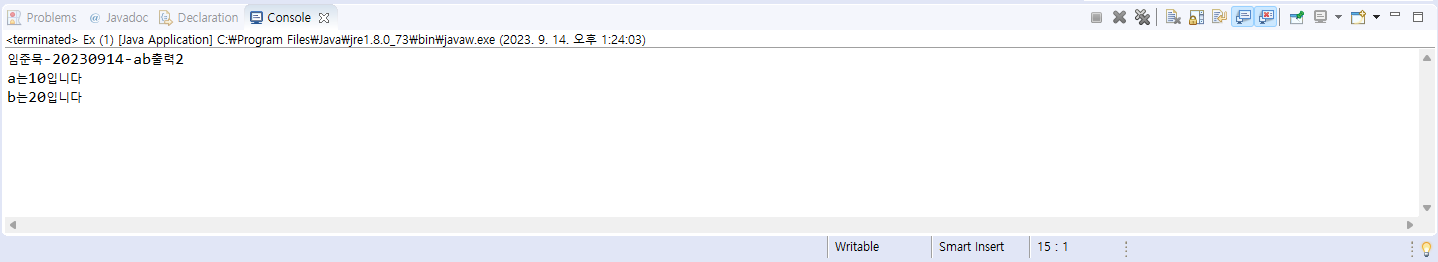 Problems @ Javadoc Declaration Console
<terminated> Ex (1) [Java Application] C:₩Program Files₩Java₩jre1.8.0_73₩bin₩javaw.exe (2023. 9. 14. 오후 1:24:03)
임준묵-20230914-ab출력2
a는10입니다
b는20입니다
Writable Smart Insert 15 : 1